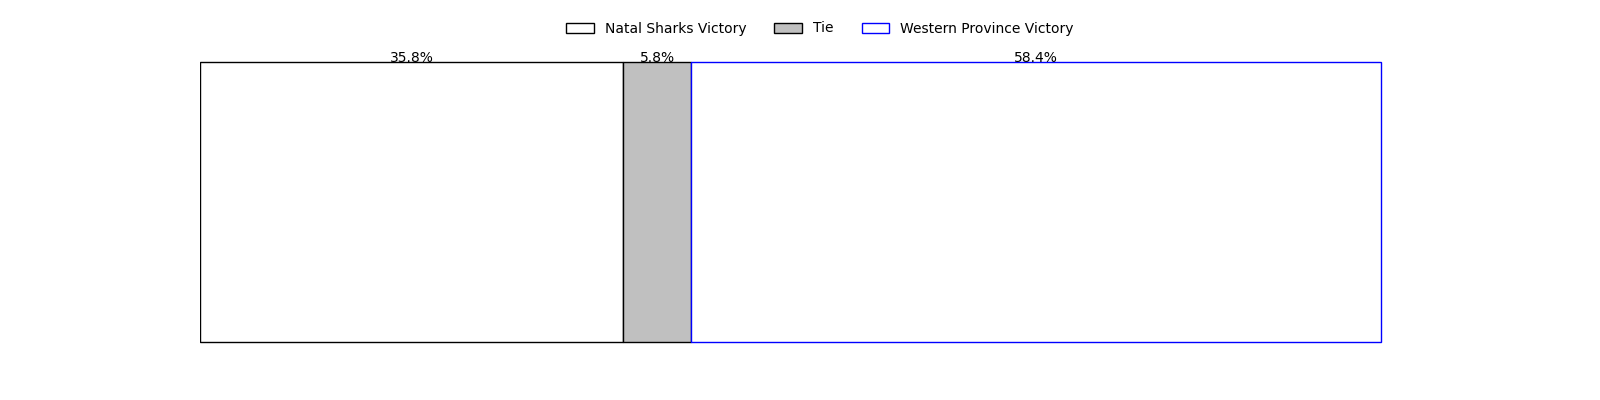 Natal Sharks Victory Tie Western Province Victory
35.8% 5.8% 58.4%